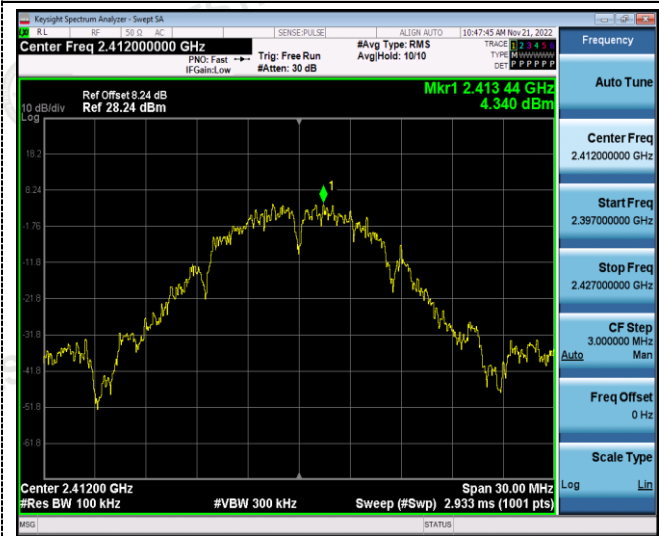 Keysight Spectrum Analyzer - Swept SA
RL RF 50 Ω AC SENSE:PULSE ALIGN AUTO 10:47:45 AM Nov 21, 2022
Center Freq 2.412000000 GHz
PNO: Fast
IFGain:Low
Trig: Free Run
#Atten: 30 dB
#Avg Type: RMS
Avg|Hold: 10/10
TRACE 1 2 3 4 5 6
TYPE M WWWWW
DET P P P P P P
Frequency
Auto Tune
Center Freq
2.412000000 GHz
Start Freq
2.397000000 GHz
Stop Freq
2.427000000 GHz
CF Step
3.000000 MHz
Auto Man
Freq Offset
0 Hz
Scale Type
Log Lin
Mkr1 2.413 44 GHz
4.340 dBm
Ref Offset 8.24 dB
10 dB/div Ref 28.24 dBm
Log
18.2
8.24
-1.76
-11.8
-21.8
-31.8
-41.8
-51.8
-61.8
1
Center 2.41200 GHz Span 30.00 MHz
#Res BW 100 kHz #VBW 300 kHz Sweep (#Swp) 2.933 ms (1001 pts)
MSG STATUS